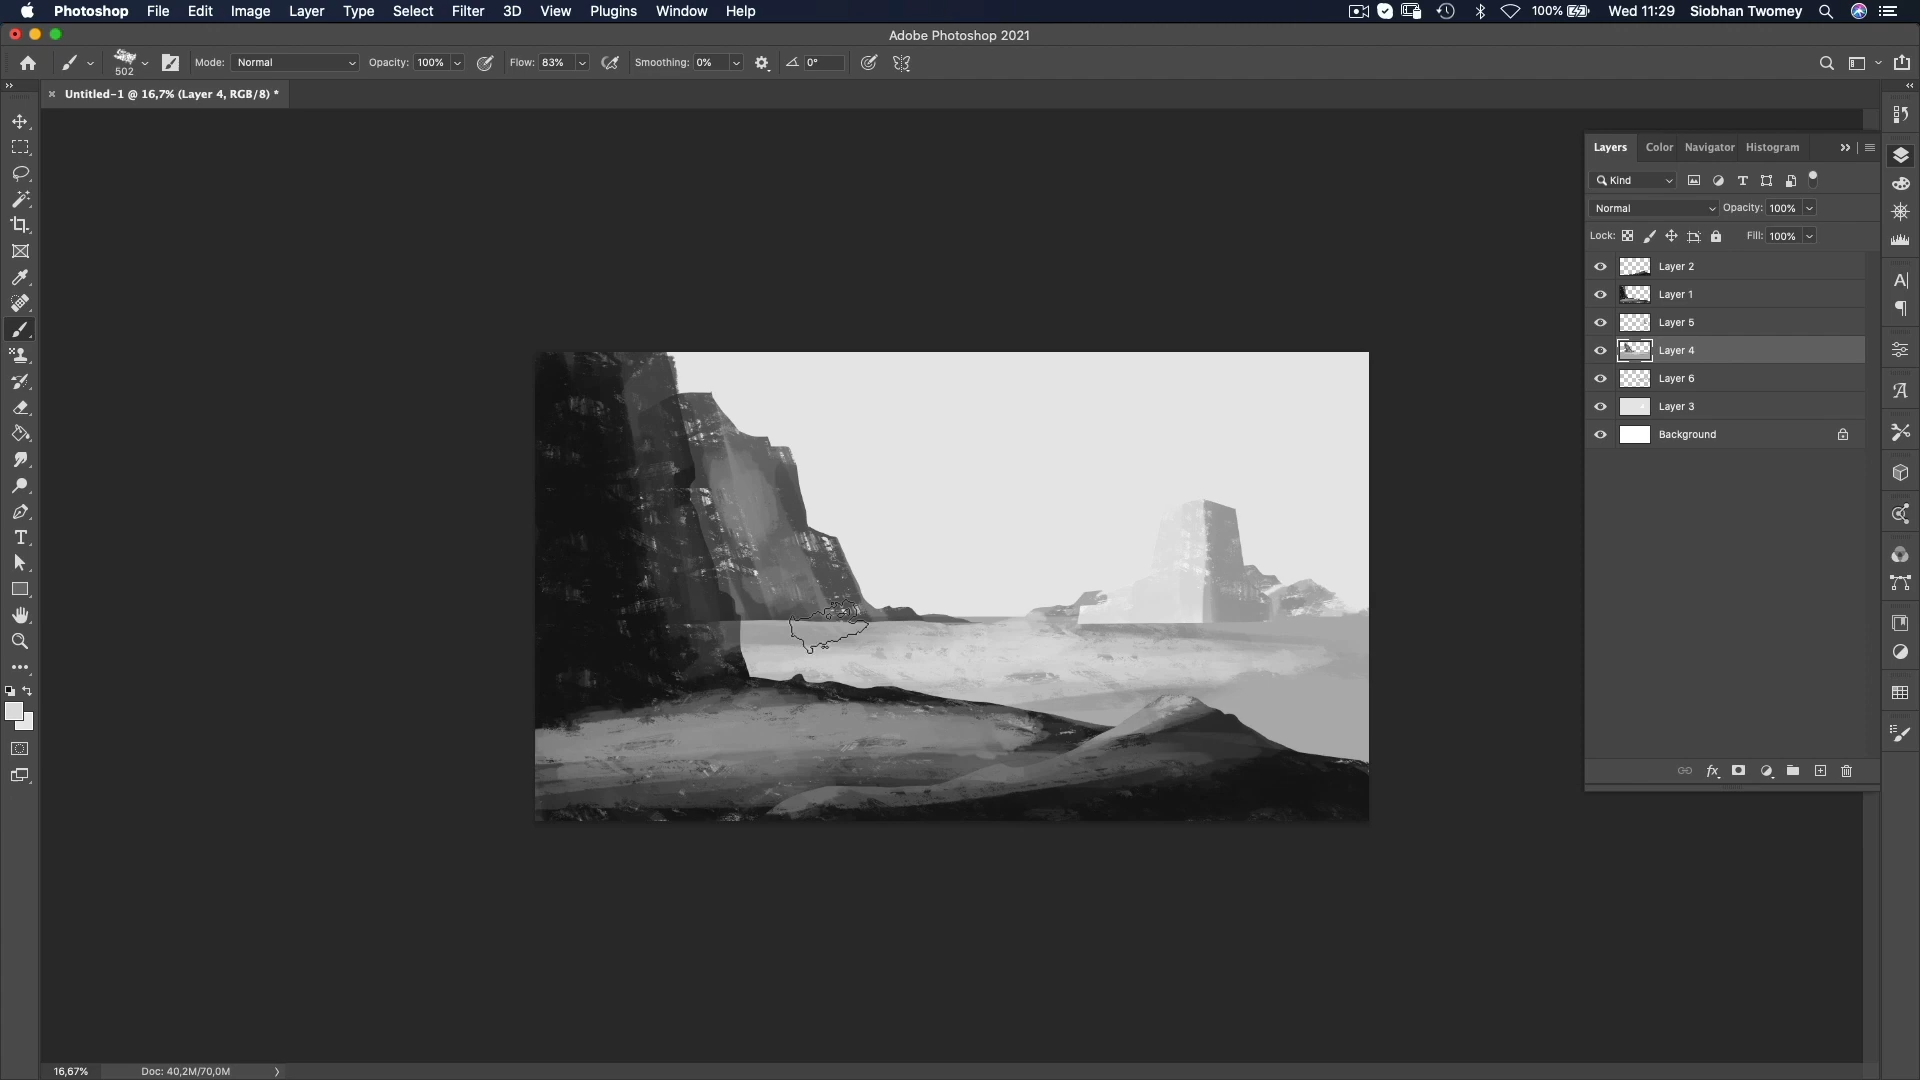 Photoshop File Edit Image Layer Type Select Filter 3D View Plugins Window Help 100% Wed 11:29 Siobhan Twomey
Adobe Photoshop 2021
502 Mode: Normal Opacity: 100% Flow: 83% Smoothing: 0% 0°
Untitled-1 @ 16,7% (Layer 4, RGB/8) *
Layers Color Navigator Histogram
Kind
Normal Opacity: 100%
Lock: Fill: 100%
Layer 2
Layer 1
Layer 5
Layer 4
Layer 6
Layer 3
Background
16,67% Doc: 40,2M/70,0M